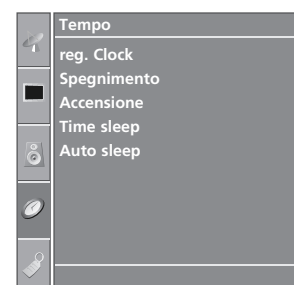 Tempo
reg. Clock
Spegnimento
Accensione
Time sleep
Auto sleep